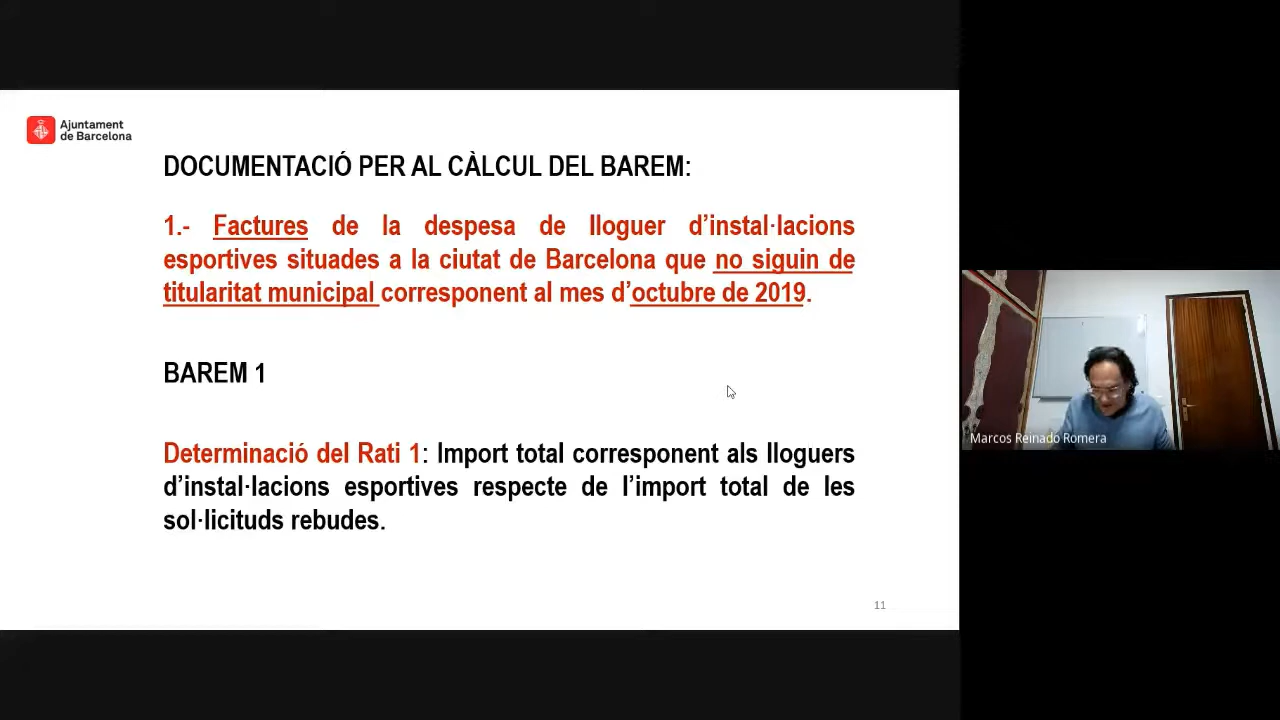 Ajuntament
de Barcelona
DOCUMENTACIÓ PER AL CÀLCUL DEL BAREM:
1.- Factures de la despesa de lloguer d’instal·lacions
esportives situades a la ciutat de Barcelona que no siguin de
titularitat municipal corresponent al mes d’octubre de 2019.
BAREM 1
Determinació del Rati 1: Import total corresponent als lloguers
d’instal·lacions esportives respecte de l’import total de les
sol·licituds rebudes.
11
Marcos Reinado Romera